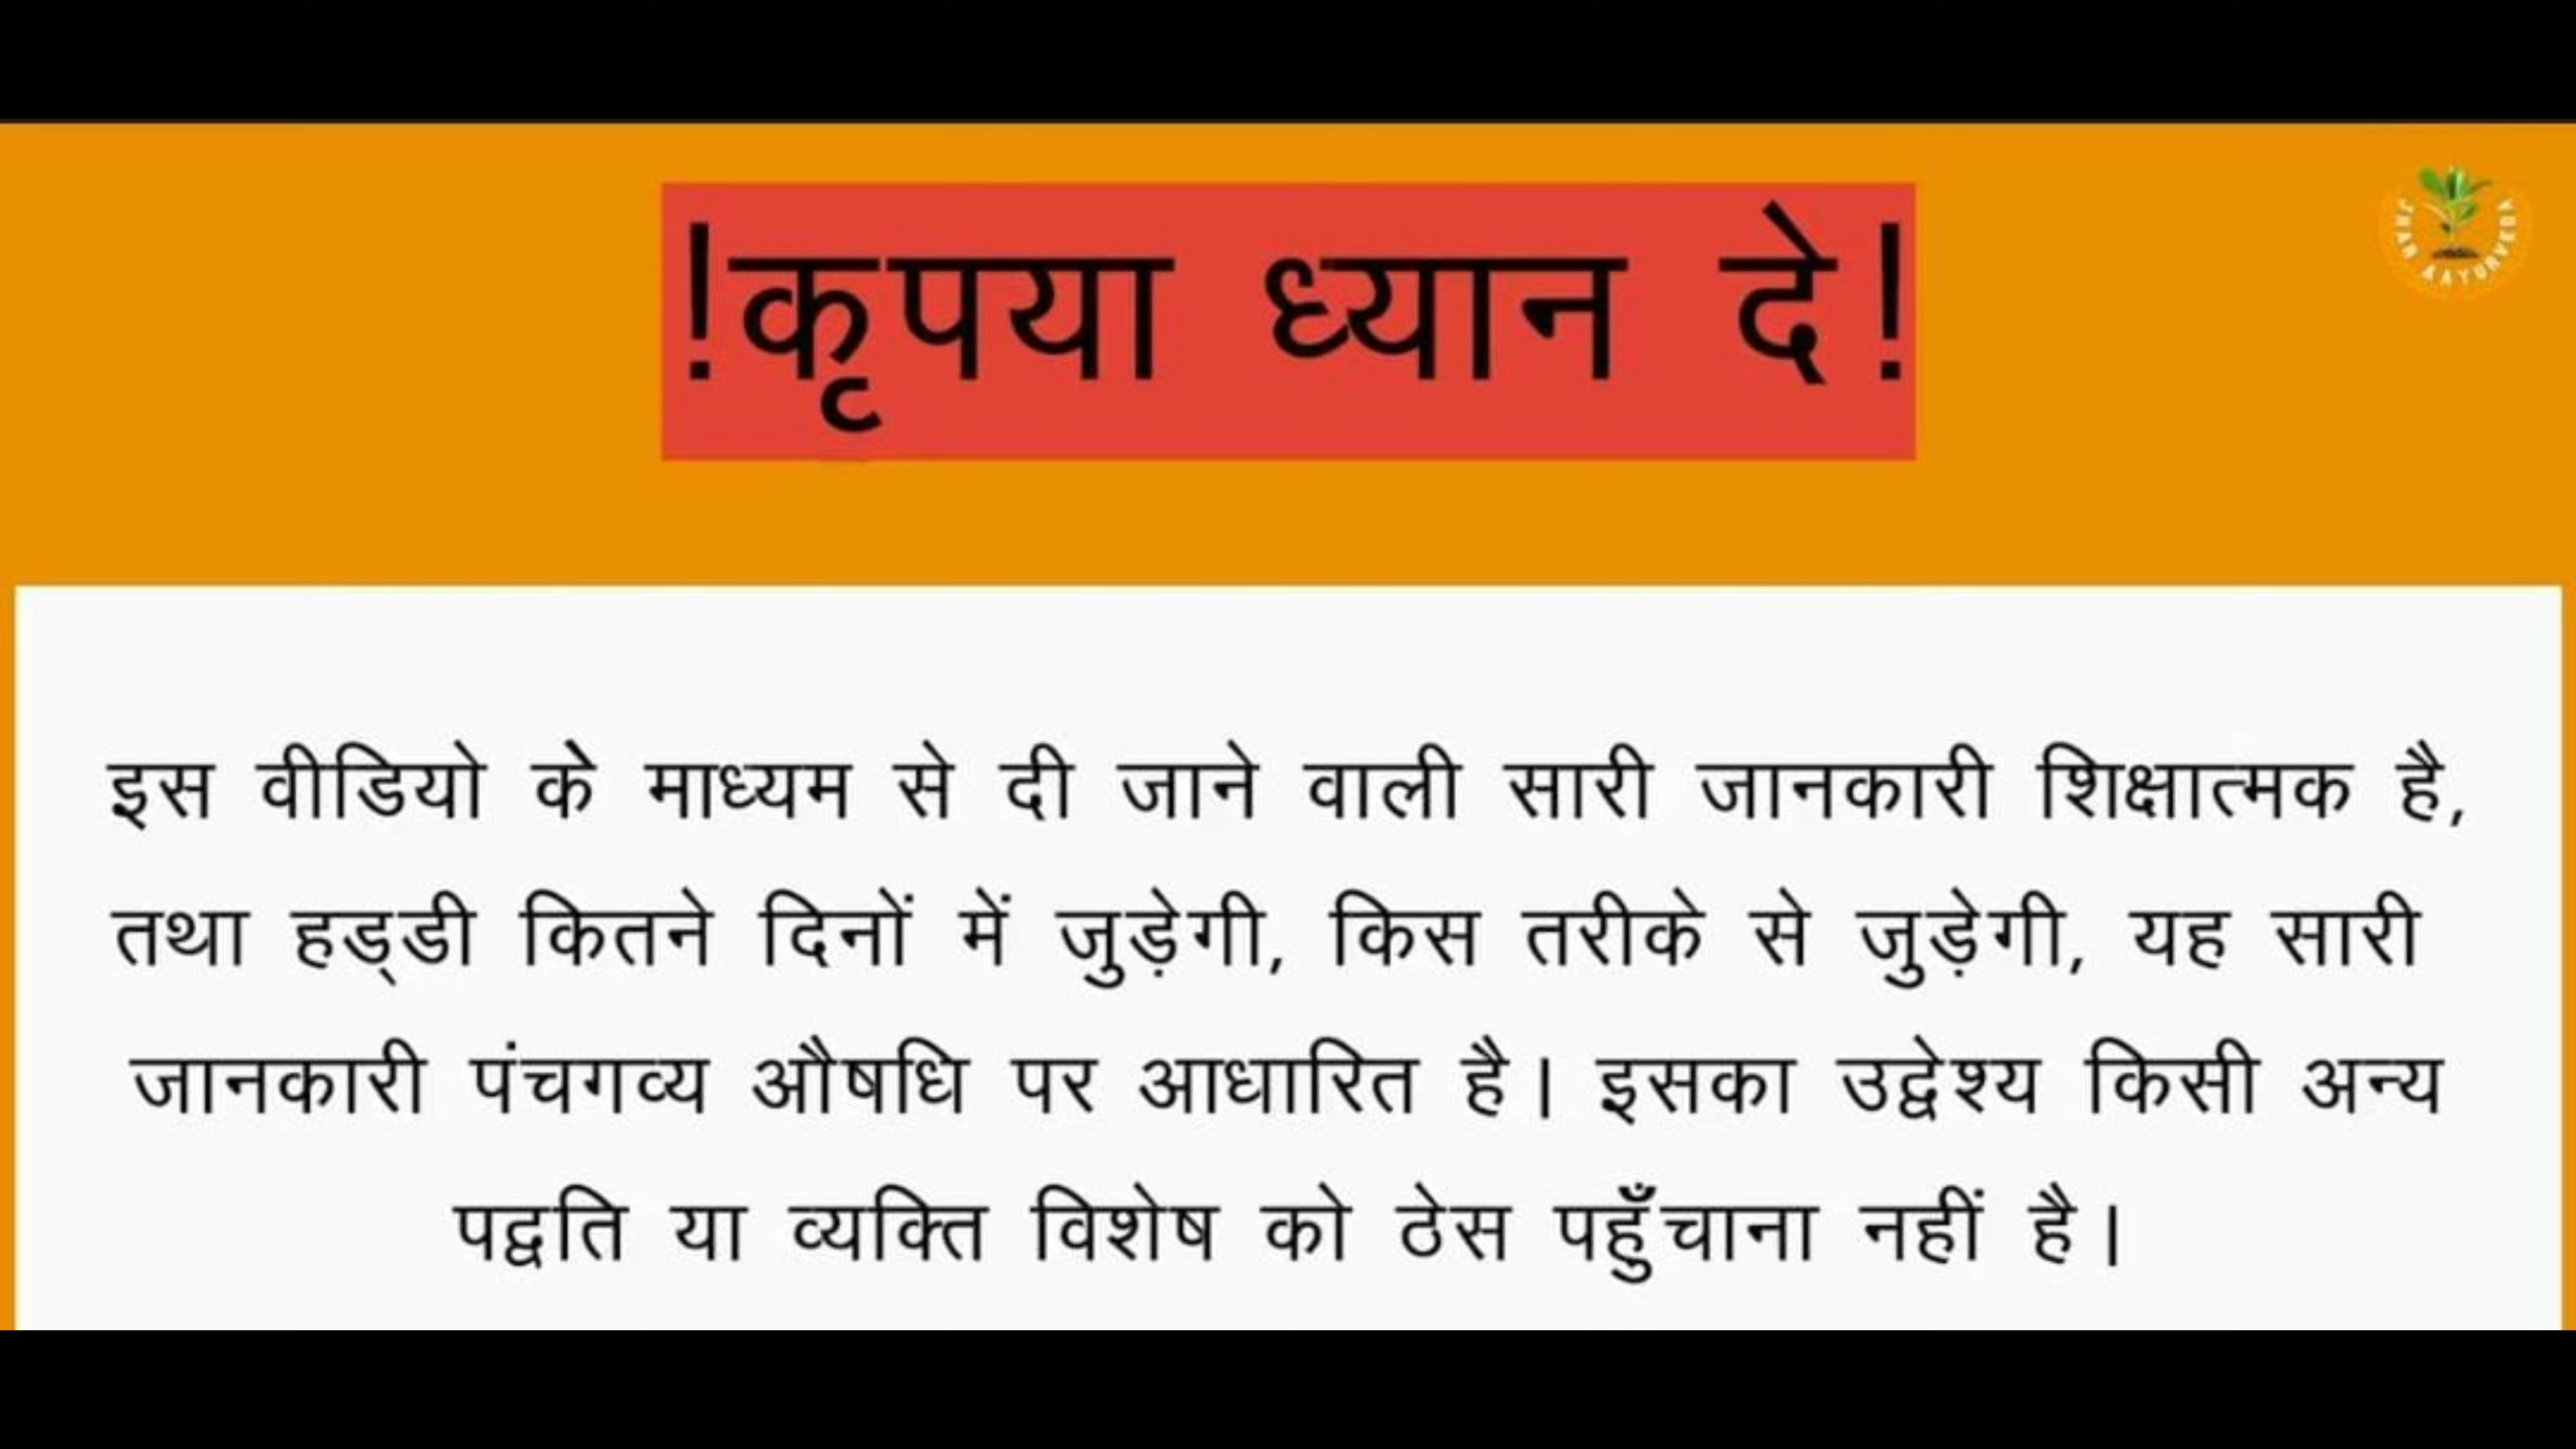 !कृपया ध्यान दे!
इस वीडियो के माध्यम से दी जाने वाली सारी जानकारी शिक्षात्मक है,
तथा हड्डी कितने दिनों में जुड़ेगी, किस तरीके से जुड़ेगी, यह सारी
जानकारी पंचगव्य औषधि पर आधारित है। इसका उद्वेश्य किसी अन्य
पद्वति या व्यक्ति विशेष को ठेस पहुँचाना नहीं है।